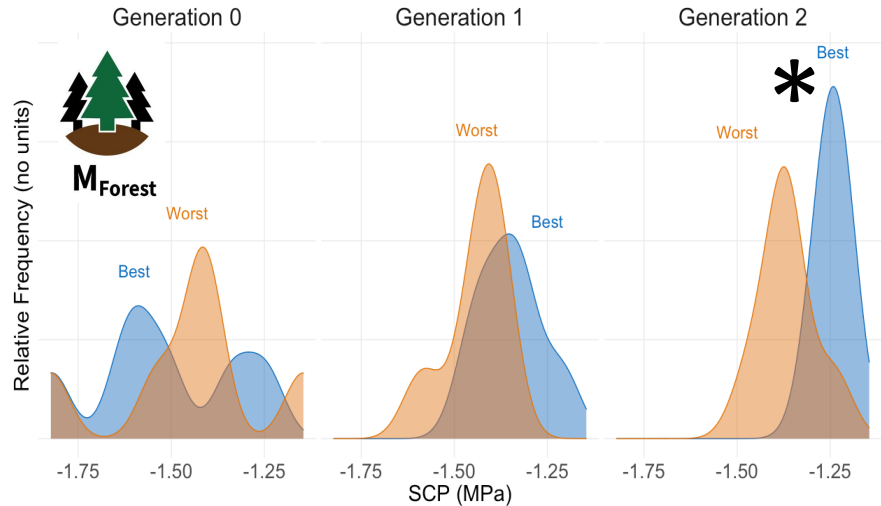 Generation 0
Generation 1
Generation 2
Relative Frequency (no units)
M Forest
Worst
Best
Worst
Best
Worst
*
Best
-1.75
-1.50
-1.25
-1.75
-1.50
-1.25
-1.75
-1.50
-1.25
SCP (MPa)